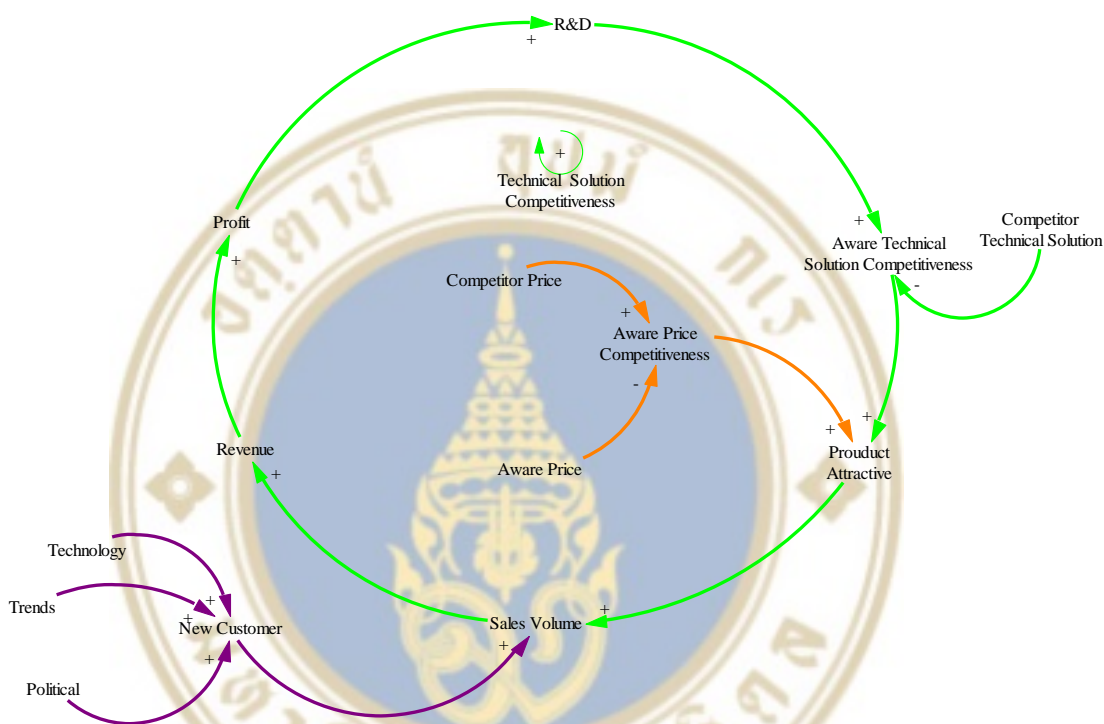 R&D
+
+
Technical Solution
Competitiveness
Profit
+
+
Aware Technical
Solution Competitiveness
Competitor
Technical Solution
-
Competitor Price
+
Aware Price
Competitiveness
-
Aware Price
+
+
Prouduct
Attractive
Revenue
+
Technology
Trends
+
+
New Customer
+
Political
Sales Volume
+
+